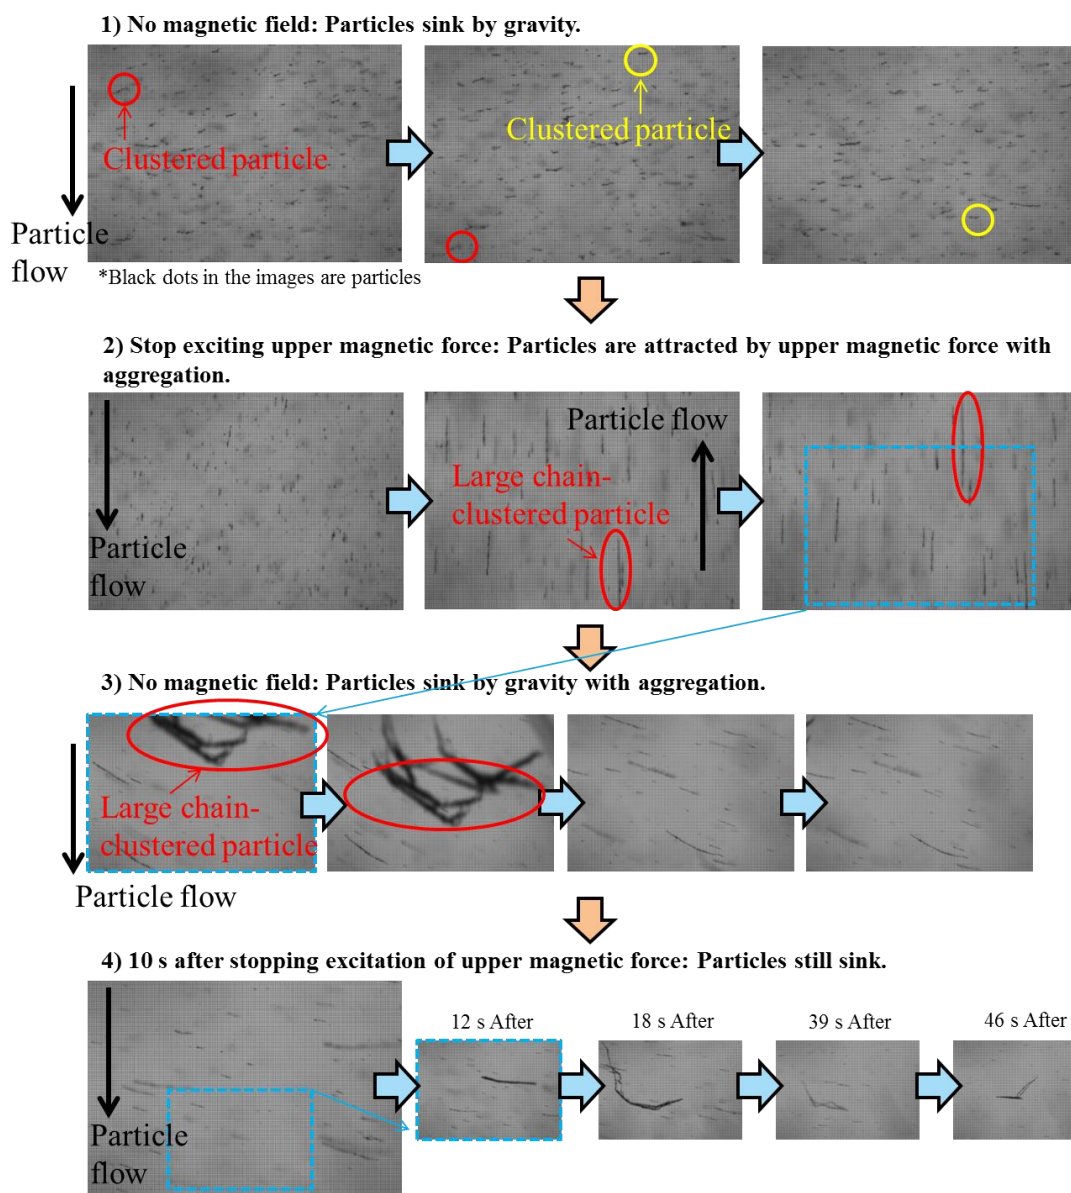 1) No magnetic field: Particles sink by gravity.
Clustered particle
Clustered particle
Particle
flow
*Black dots in the images are particles
2) Stop exciting upper magnetic force: Particles are attracted by upper magnetic force with
aggregation.
Particle
flow
Particle flow
Large chain-
clustered particle
3) No magnetic field: Particles sink by gravity with aggregation.
Large chain-
clustered particle
Particle flow
4) 10 s after stopping excitation of upper magnetic force: Particles still sink.
Particle
flow
12 s After
18 s After
39 s After
46 s After